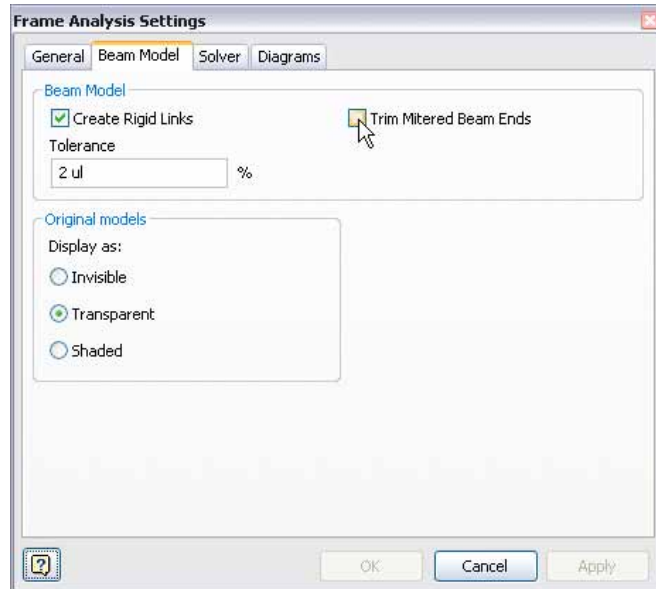 Frame Analysis Settings
General Beam Model Solver Diagrams
Beam Model
Create Rigid Links
Trim Mitered Beam Ends
Tolerance
2 ul %
Original models
Display as:
Invisible
Transparent
Shaded
? OK Cancel Apply